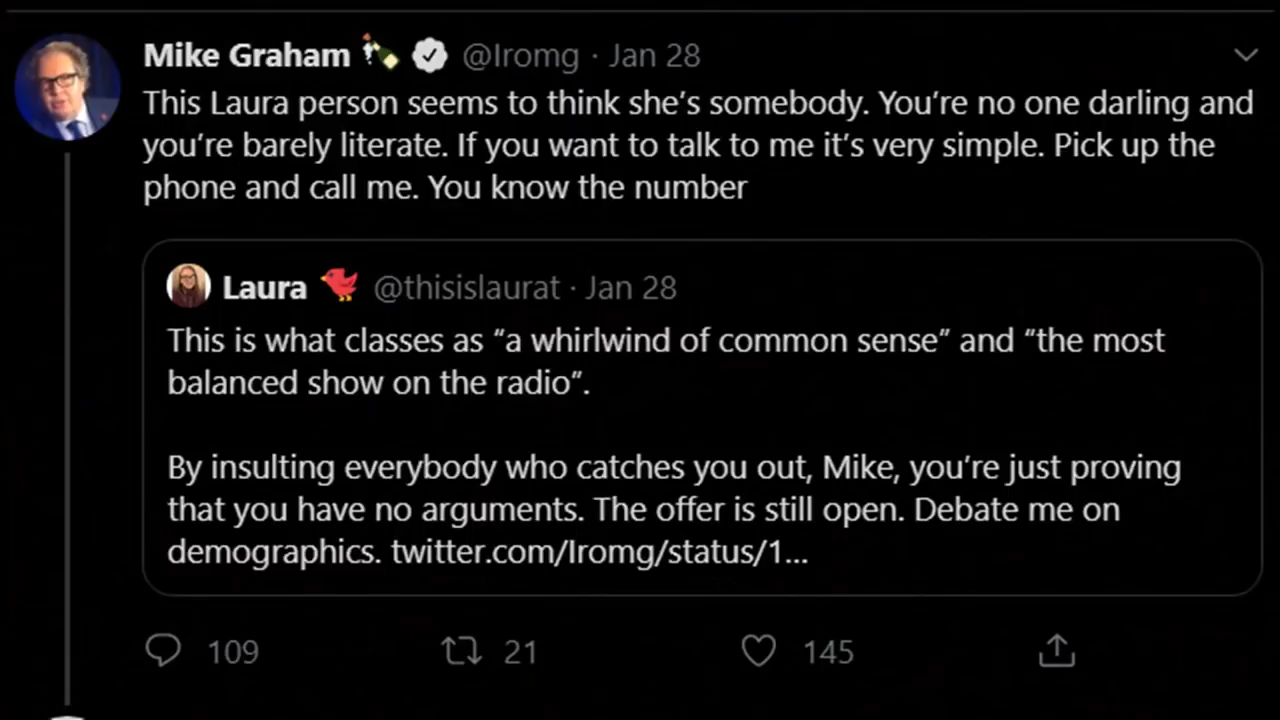 Mike Graham 🍾 @Iromg · Jan 28
This Laura person seems to think she's somebody. You're no one darling and
you're barely literate. If you want to talk to me it's very simple. Pick up the
phone and call me. You know the number
Laura 🐦 @thisislaurat · Jan 28
This is what classes as “a whirlwind of common sense” and “the most
balanced show on the radio”.
By insulting everybody who catches you out, Mike, you're just proving
that you have no arguments. The offer is still open. Debate me on
demographics. twitter.com/Iromg/status/1...
109 21 145